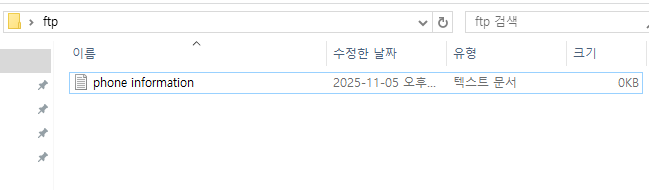 ftp
ftp 검색
이름 수정한 날짜 유형 크기
phone information 2025-11-05 오후... 텍스트 문서 0KB